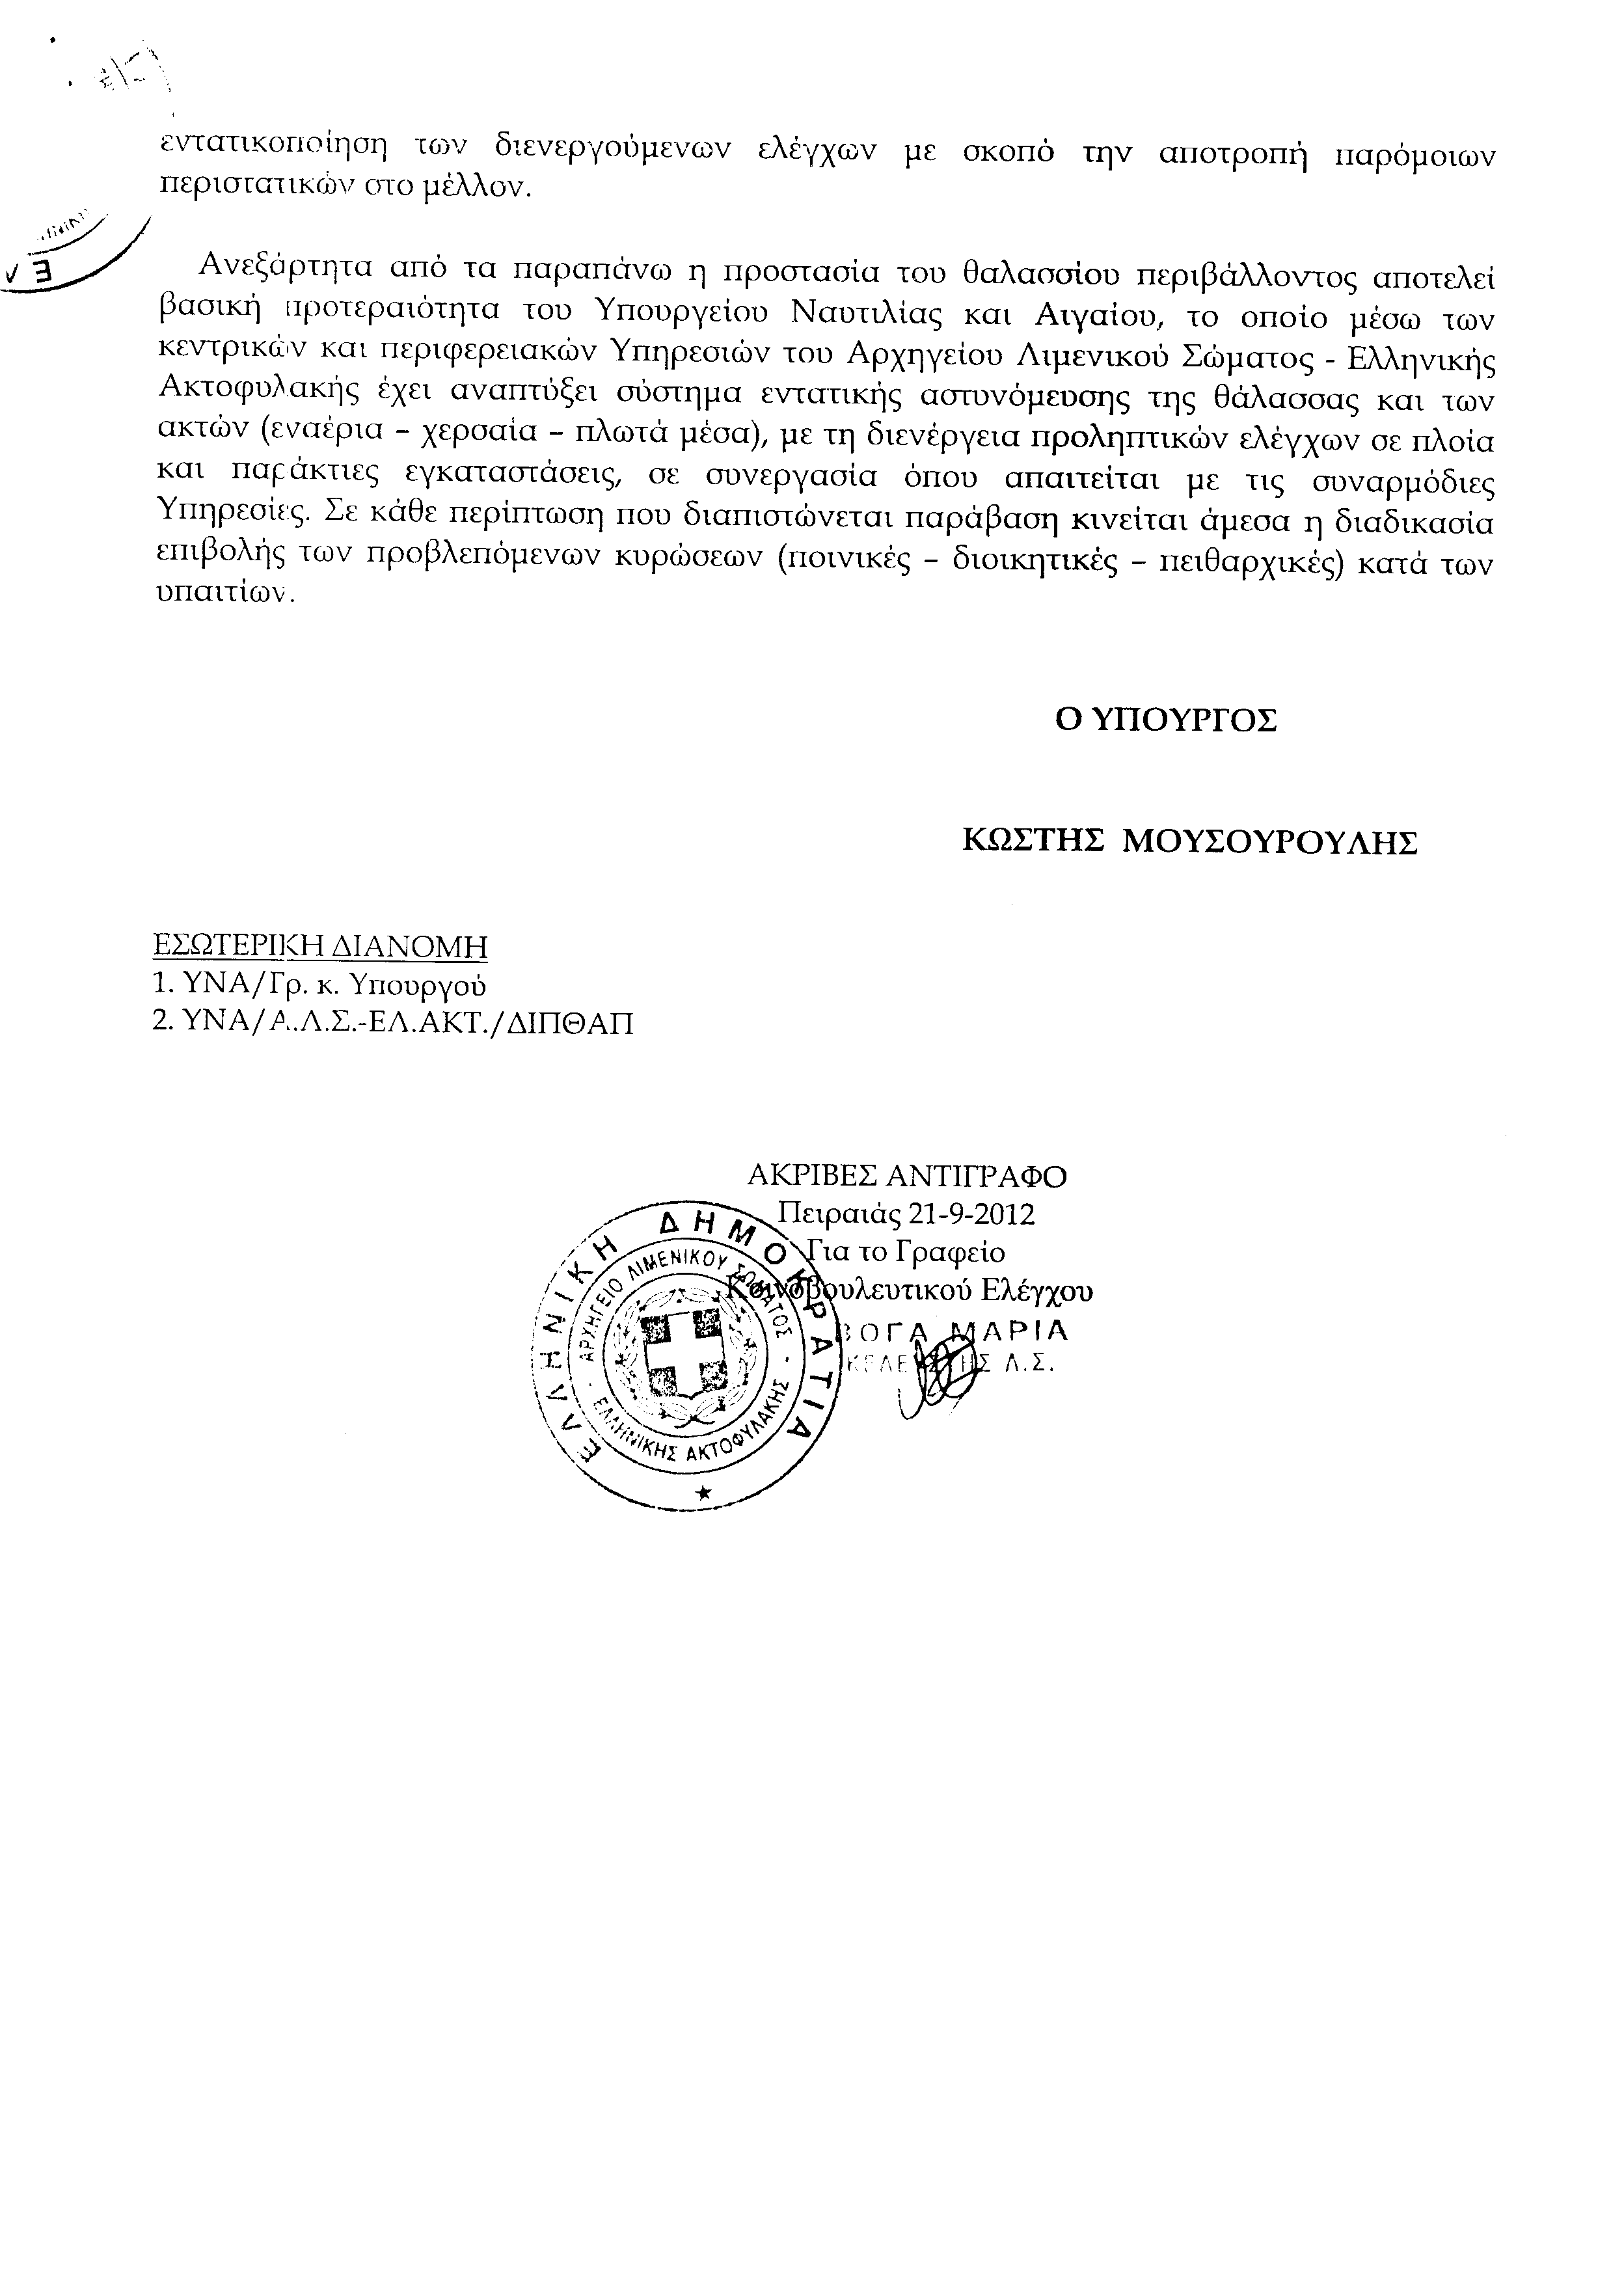 εντατικοποίηση των διενεργούμενων ελέγχων με σκοπό την αποτροπή παρόμοιων
περιστατικών στο μέλλον.
Ανεξάρτητα από τα παραπάνω η προστασία του θαλασσίου περιβάλλοντος αποτελεί
βασική προτεραιότητα του Υπουργείου Ναυτιλίας και Αιγαίου, το οποίο μέσω των
κεντρικών και περιφερειακών Υπηρεσιών του Αρχηγείου Λιμενικού Σώματος - Ελληνικής
Ακτοφυλακής έχει αναπτύξει σύστημα εντατικής αστυνόμευσης της θάλασσας και των
ακτών (εναέρια – χερσαία – πλωτά μέσα), με τη διενέργεια προληπτικών ελέγχων σε πλοία
και παράκτιες εγκαταστάσεις, σε συνεργασία όπου απαιτείται με τις συναρμόδιες
Υπηρεσίες. Σε κάθε περίπτωση που διαπιστώνεται παράβαση κινείται άμεσα η διαδικασία
επιβολής των προβλεπόμενων κυρώσεων (ποινικές – διοικητικές – πειθαρχικές) κατά των
υπαιτίων.
Ο ΥΠΟΥΡΓΟΣ
ΚΩΣΤΗΣ ΜΟΥΣΟΥΡΟΥΛΗΣ
ΕΣΩΤΕΡΙΚΗ ΔΙΑΝΟΜΗ
1. ΥΝΑ/Γρ. κ. Υπουργού
2. ΥΝΑ/Α.Λ.Σ.-ΕΛ.ΑΚΤ./ΔΙΠΘΑΠ
ΑΚΡΙΒΕΣ ΑΝΤΙΓΡΑΦΟ
Πειραιάς 21-9-2012
Για το Γραφείο
Κοινοβουλευτικού Ελέγχου
ΒΟΓΑ ΜΑΡΙΑ
ΚΕΛΕΥΣΤΗΣ Λ.Σ.
ΕΛΛΗΝΙΚΗ ΔΗΜΟΚΡΑΤΙΑ
ΑΡΧΗΓΕΙΟ ΛΙΜΕΝΙΚΟΥ ΣΩΜΑΤΟΣ
ΕΛΛΗΝΙΚΗΣ ΑΚΤΟΦΥΛΑΚΗΣ